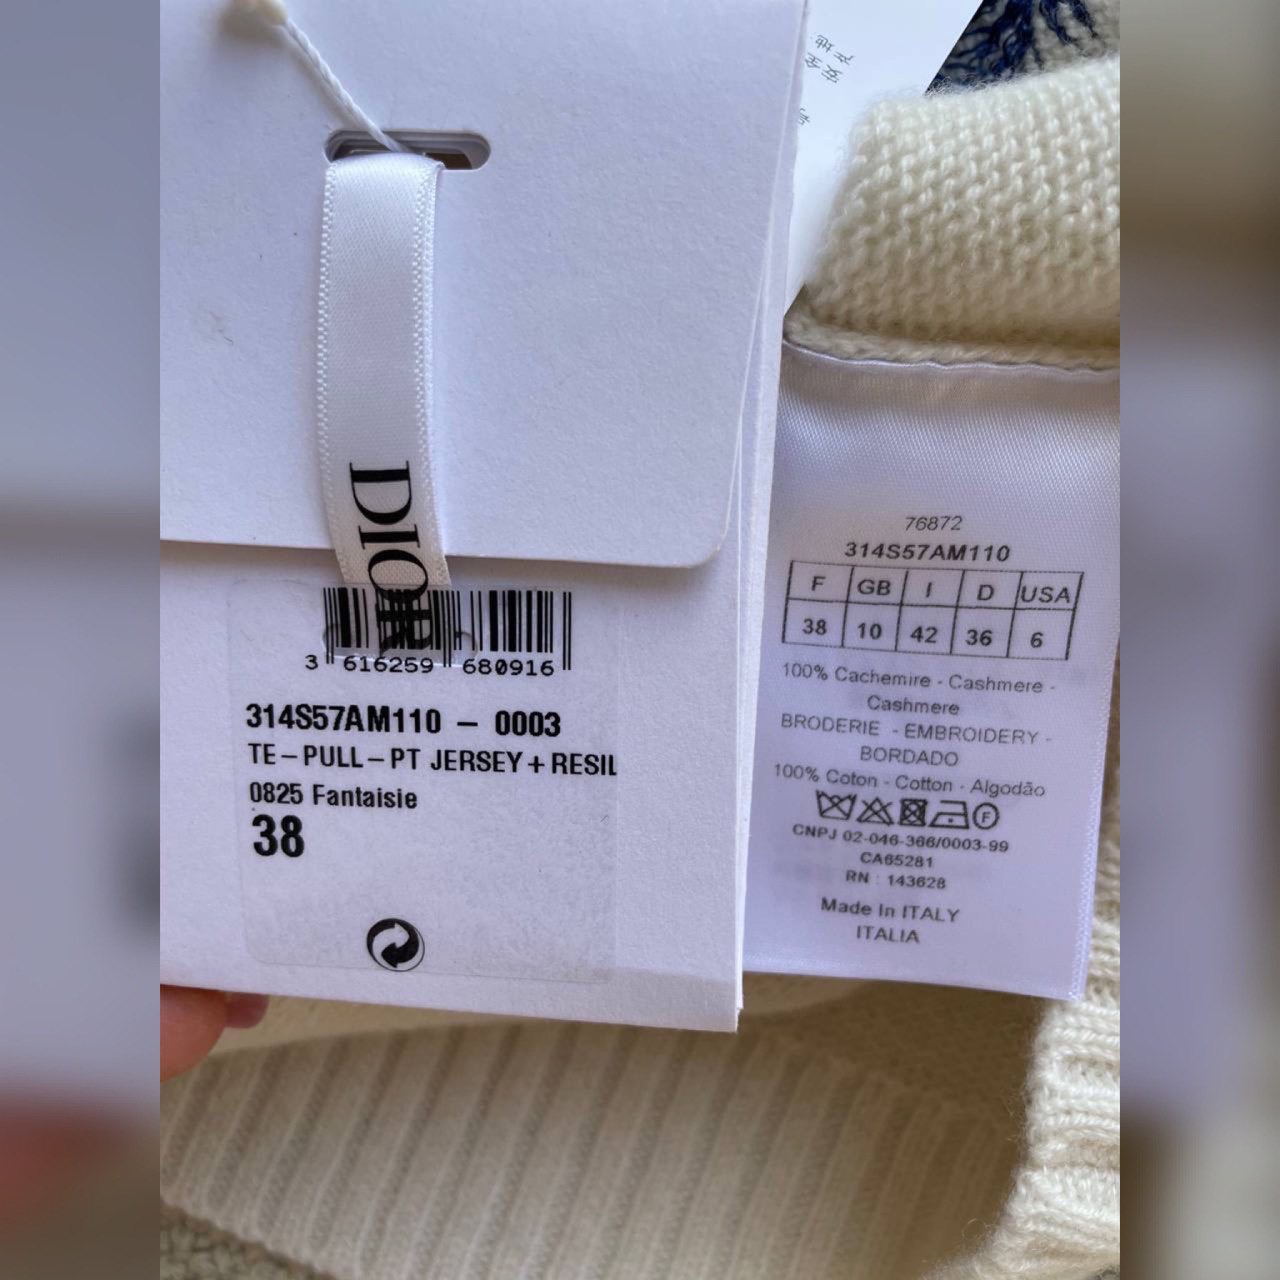 DIOR
3 616259 680916
314S57AM110 – 0003
TE–PULL–PT JERSEY+RESIL
0825 Fantaisie
38
76872
314S57AM110
F GB I D USA
38 10 42 36 6
100% Cachemire - Cashmere -
Cashmere
BRODERIE - EMBROIDERY -
BORDADO
100% Coton - Cotton - Algodão
F
CNPJ 02-046-366/0003-99
CA65281
RN : 143628
Made In ITALY
ITALIA